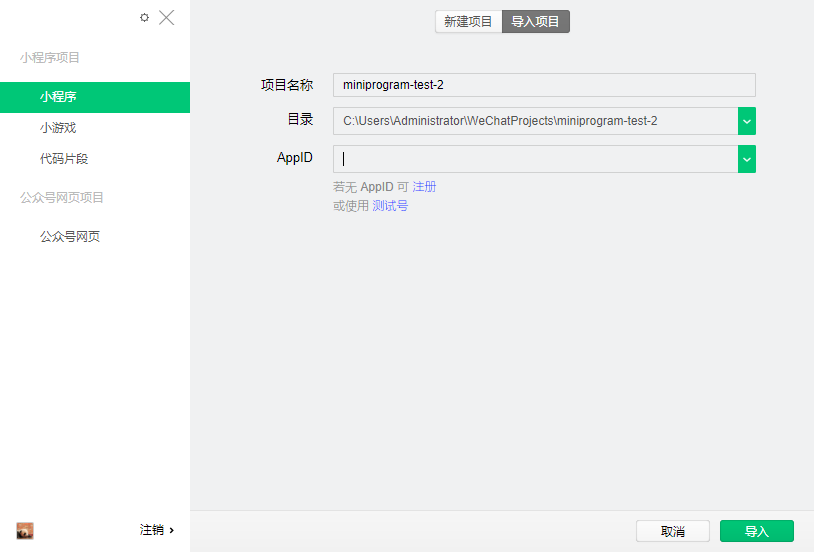 小程序项目
小程序
小游戏
代码片段
公众号网页项目
公众号网页
注销
新建项目 导入项目
项目名称 miniprogram-test-2
目录 C:\Users\Administrator\WeChatProjects\miniprogram-test-2
AppID
若无 AppID 可 注册
或使用 测试号
取消 导入